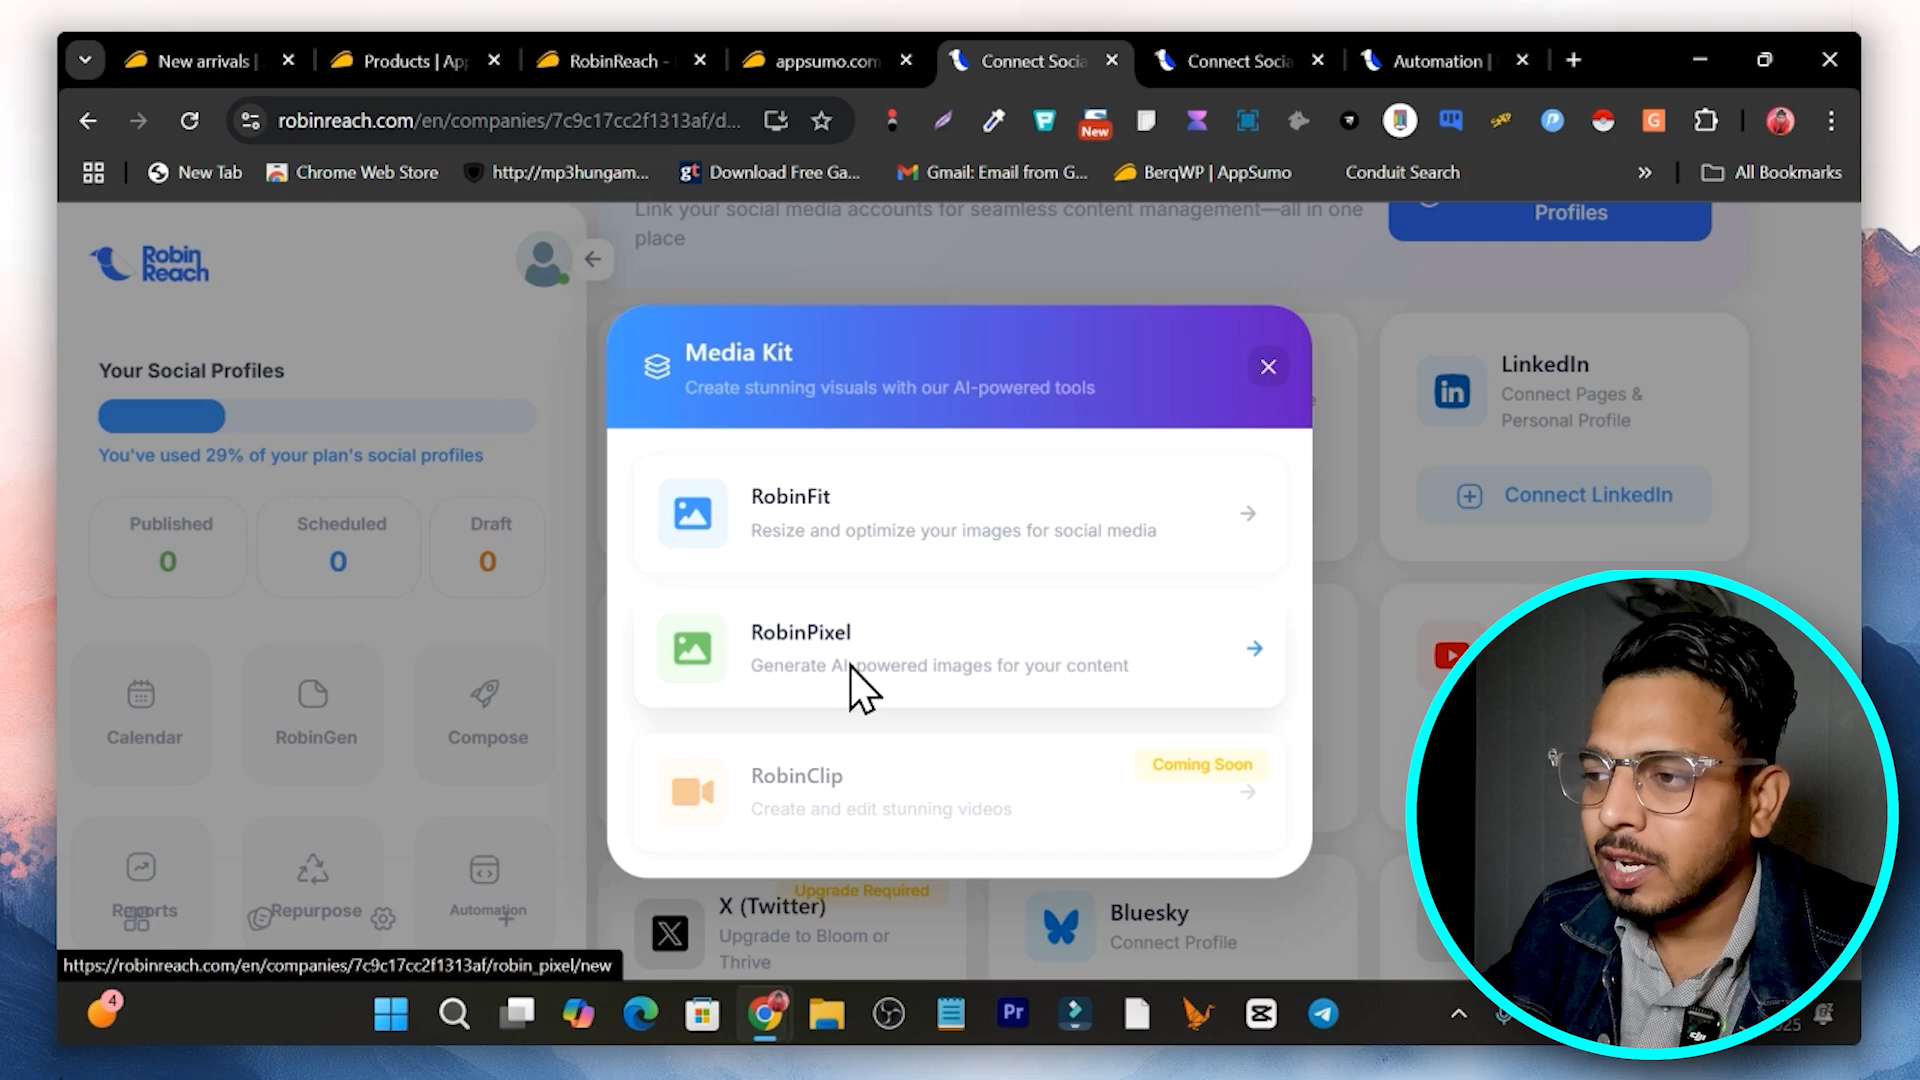 New arrivals |
Products | App
RobinReach -
appsumo.com
Connect Socia
Connect Socia
Automation |
robinreach.com/en/companies/7c9c17cc2f1313af/d...
New
New Tab
Chrome Web Store
http://mp3hungam...
gt
Download Free Ga...
Gmail: Email from G...
BerqWP | AppSumo
Conduit Search
»
All Bookmarks
Robin
Reach
Link your social media accounts for seamless content management—all in one
place
Profiles
Your Social Profiles
You've used 29% of your plan's social profiles
Published
0
Scheduled
0
Draft
0
Calendar
RobinGen
Compose
Reports
Repurpose
Automation
Media Kit
Create stunning visuals with our AI-powered tools
RobinFit
Resize and optimize your images for social media
RobinPixel
Generate AI-powered images for your content
RobinClip
Coming Soon
Create and edit stunning videos
LinkedIn
Connect Pages &
Personal Profile
Connect LinkedIn
Upgrade Required
X (Twitter)
Upgrade to Bloom or
Thrive
Bluesky
Connect Profile
https://robinreach.com/en/companies/7c9c17cc2f1313af/robin_pixel/new
4
Pr